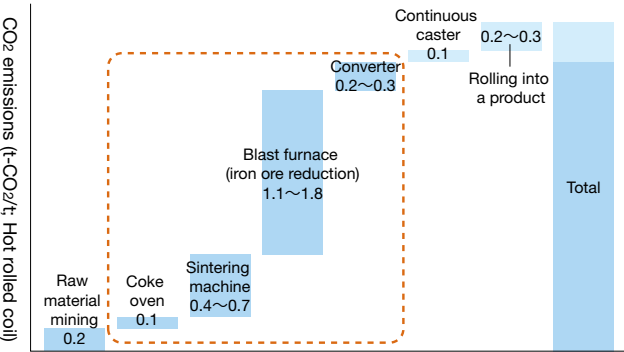 CO2 emissions (t-CO2/t; Hot rolled coil)
Raw
material
mining
0.2
Coke
oven
0.1
Sintering
machine
0.4〜0.7
Blast furnace
(iron ore reduction)
1.1〜1.8
Converter
0.2〜0.3
Continuous
caster
0.1
0.2〜0.3
Rolling into
a product
Total